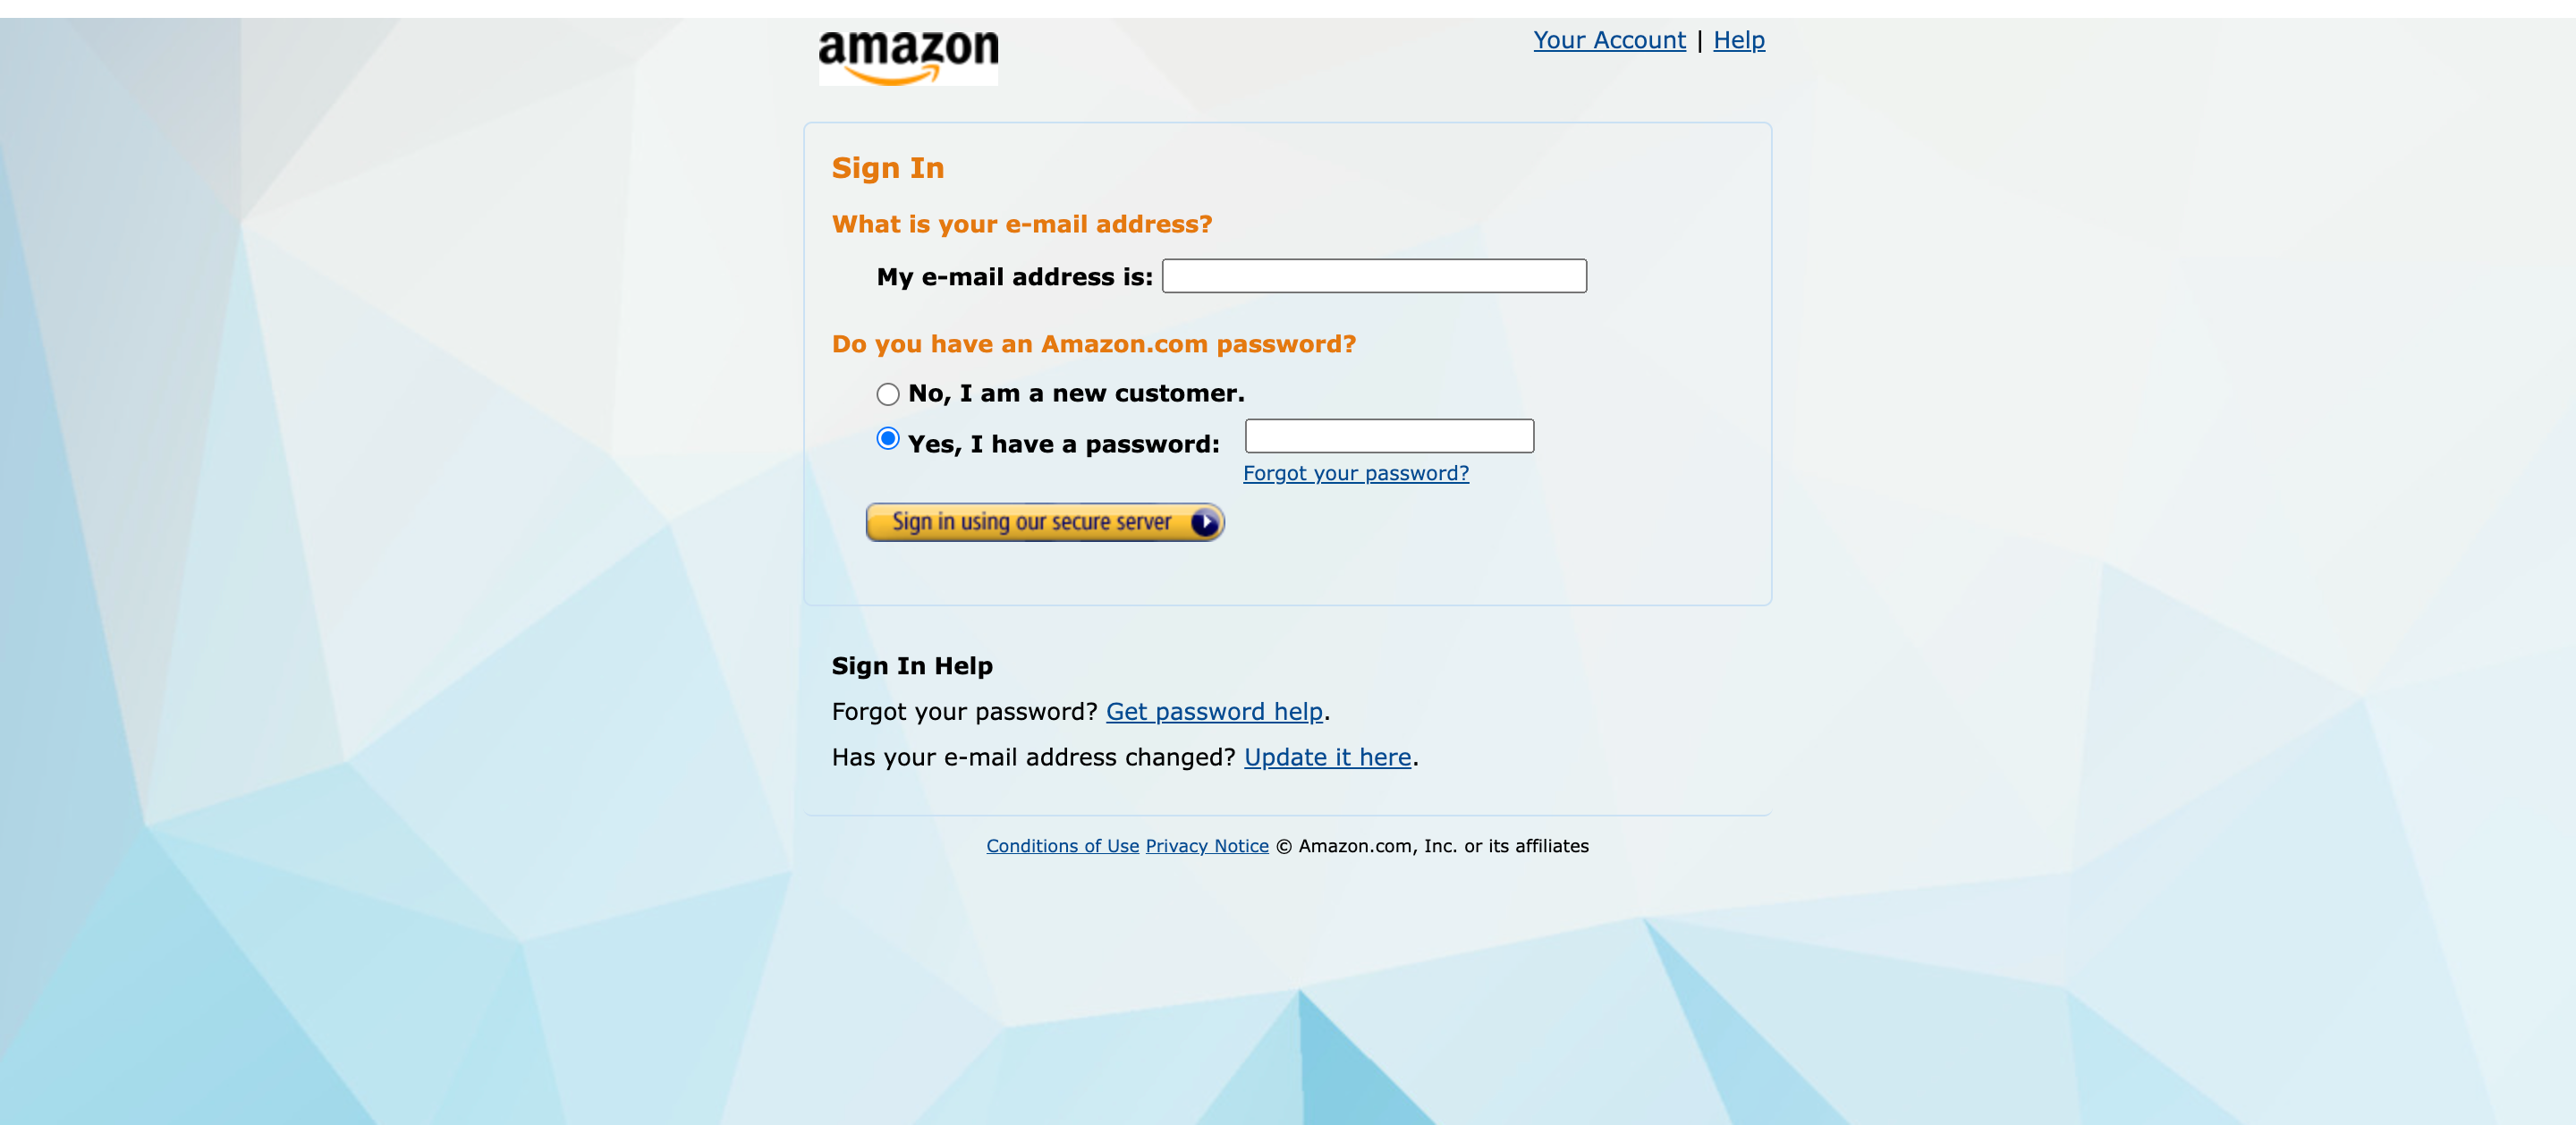 amazon
Your Account | Help
Sign In
What is your e-mail address?
My e-mail address is:
Do you have an Amazon.com password?
No, I am a new customer.
Yes, I have a password:
Forgot your password?
Sign in using our secure server
Sign In Help
Forgot your password? Get password help.
Has your e-mail address changed? Update it here.
Conditions of Use Privacy Notice © Amazon.com, Inc. or its affiliates